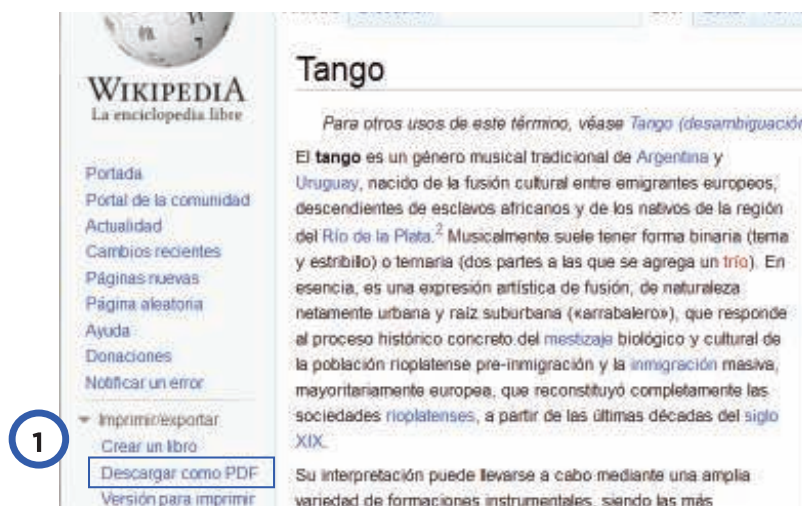 WIKIPEDIA
La enciclopedia libre
Portada
Portal de la comunidad
Actualidad
Cambios recientes
Páginas nuevas
Página aleatoria
Ayuda
Donaciones
Notificar un error
Imprimir/exportar
1
Crear un libro
Descargar como PDF
Versión para imprimir
Tango
Para otros usos de este término, véase Tango (desambiguación
El tango es un género musical tradicional de Argentina y
Uruguay, nacido de la fusión cultural entre emigrantes europeos,
descendientes de esclavos africanos y de los nativos de la región
del Río de la Plata.2 Musicalmente suele tener forma binaria (tema
y estribillo) o ternaria (dos partes a las que se agrega un trío). En
esencia, es una expresión artística de fusión, de naturaleza
netamente urbana y raíz suburbana («arrabalero»), que responde
al proceso histórico concreto del mestizaje biológico y cultural de
la población rioplatense pre-inmigración y la inmigración masiva,
mayoritariamente europea, que reconstituyó completamente las
sociedades rioplatenses, a partir de las últimas décadas del siglo
XIX.
Su interpretación puede llevarse a cabo mediante una amplia
variedad de formaciones instrumentales, siendo las más